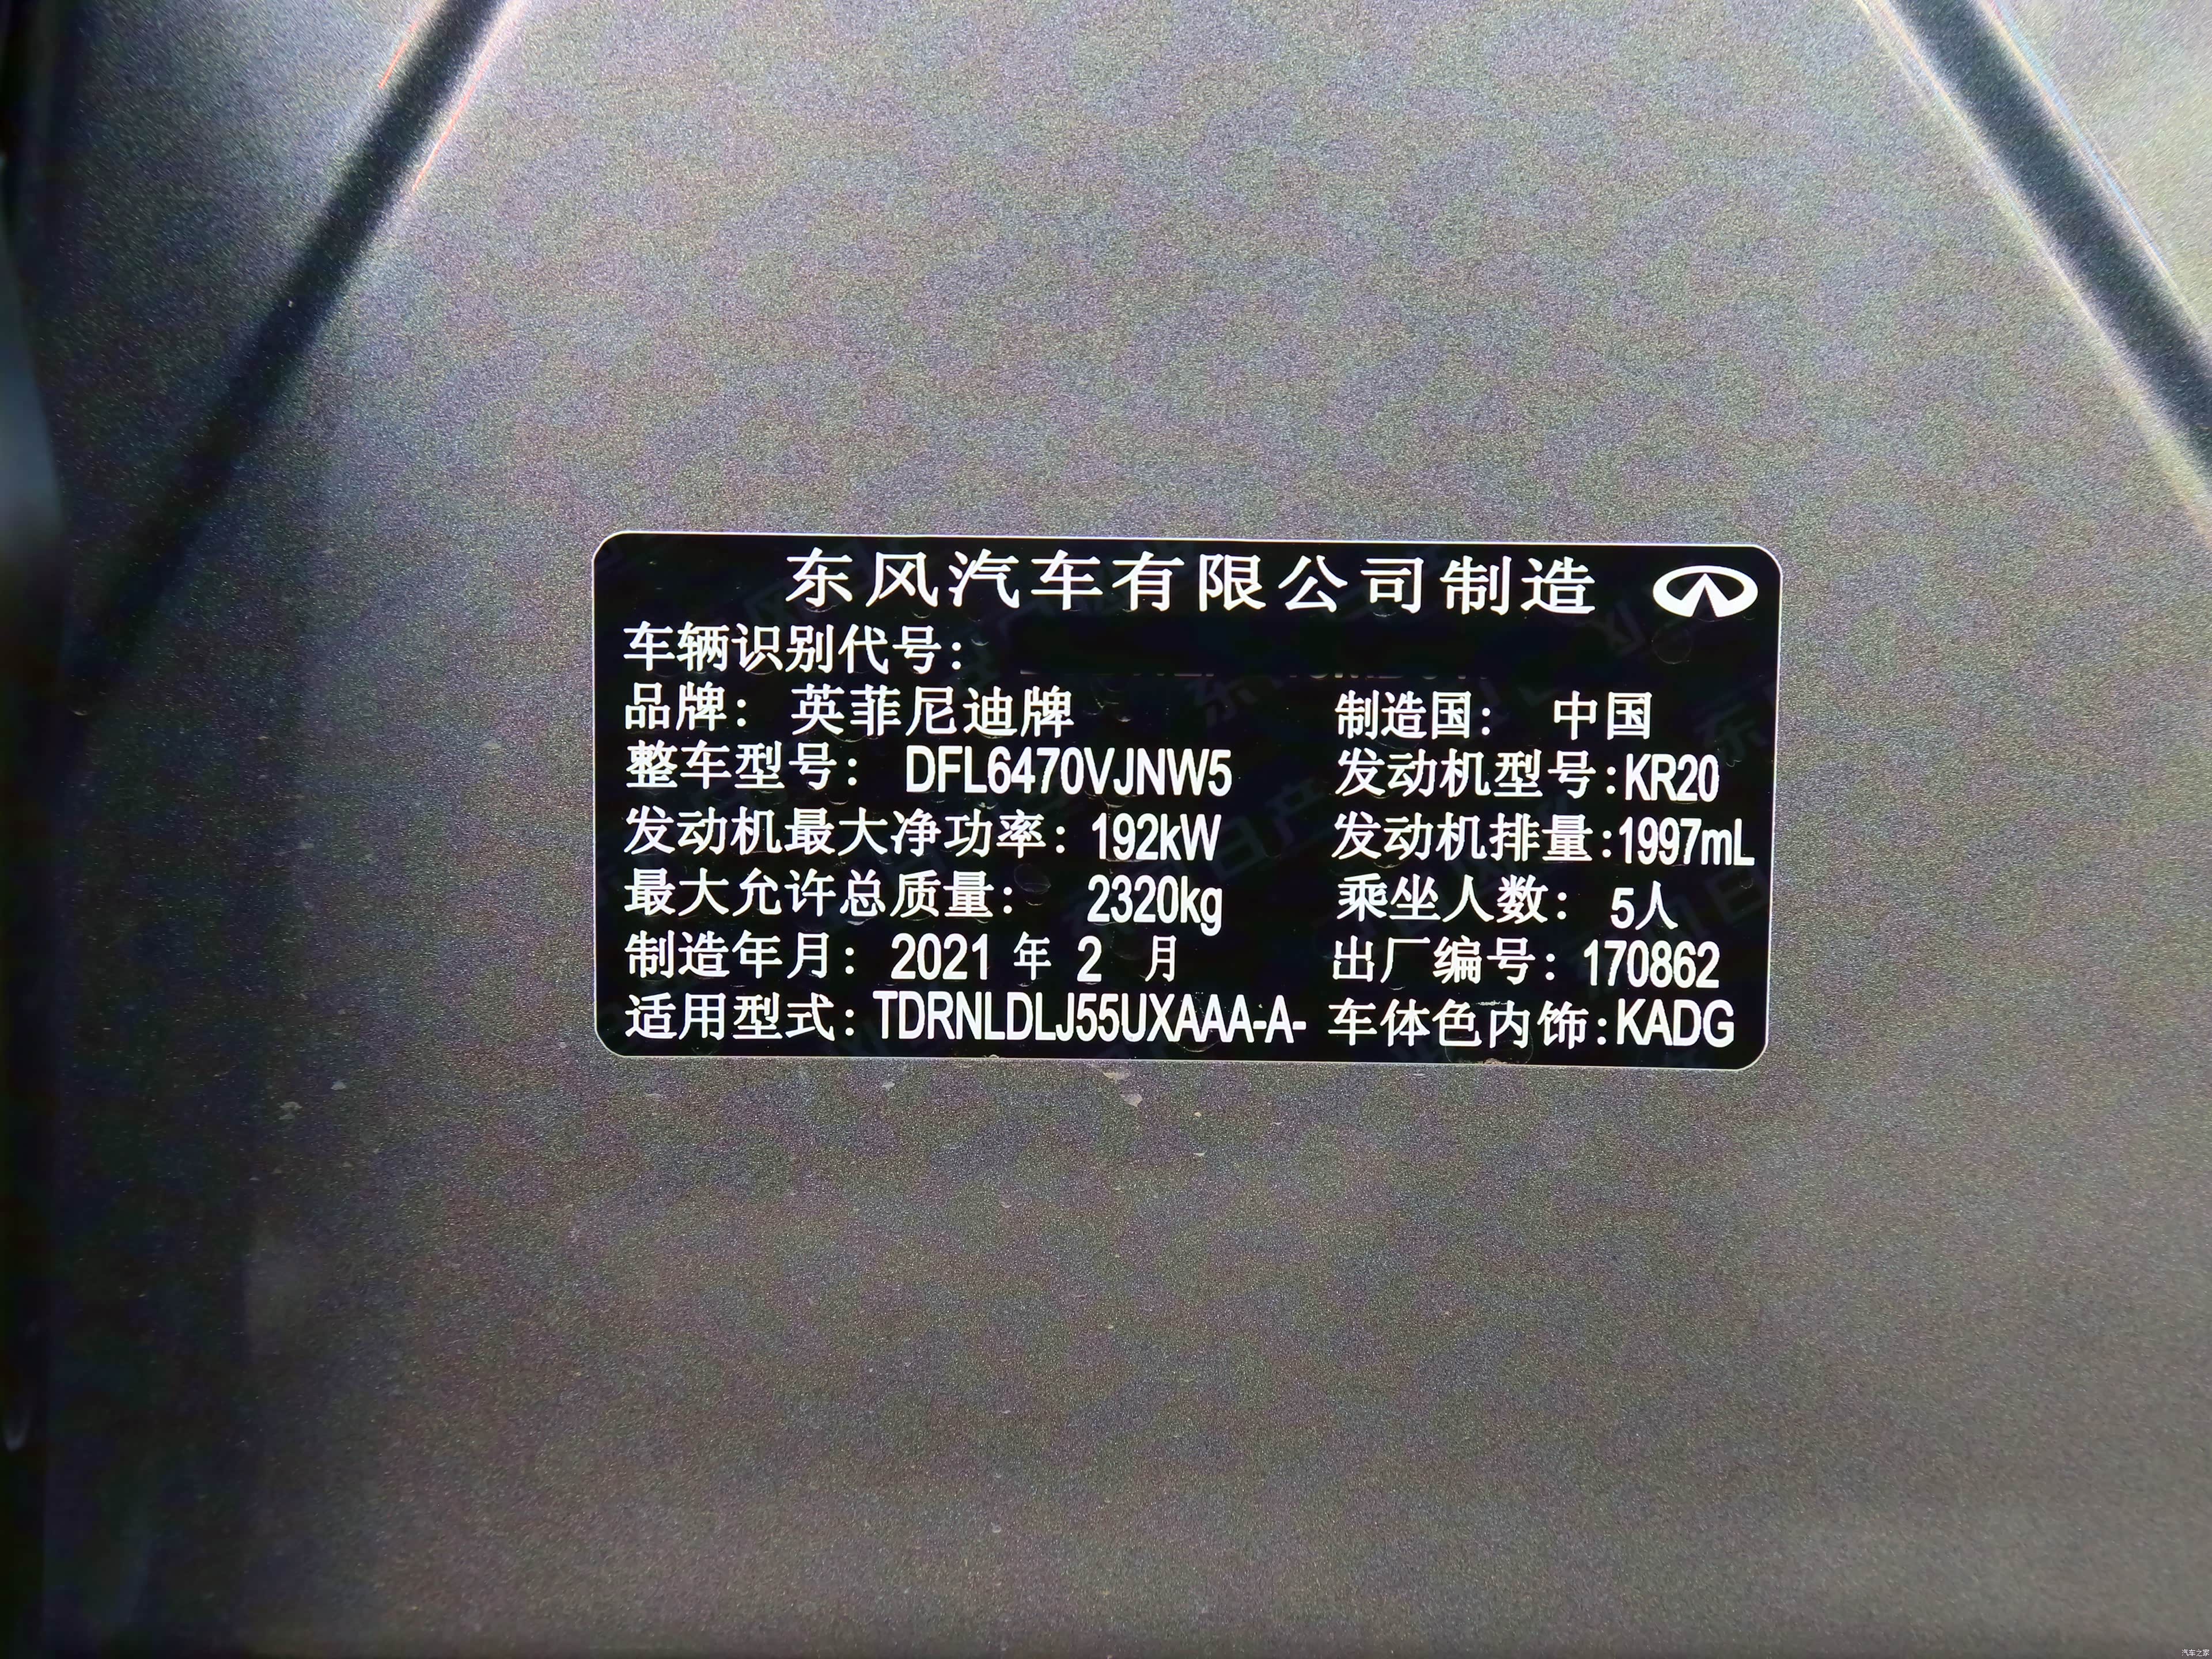 东风汽车有限公司制造
车辆识别代号:
品牌: 英菲尼迪牌 制造国: 中国
整车型号: DFL6470VJNW5 发动机型号:KR20
发动机最大净功率: 192kW 发动机排量:1997mL
最大允许总质量: 2320kg 乘坐人数: 5人
制造年月: 2021 年 2 月 出厂编号: 170862
适用型式: TDRNLDLJ55UXAAA-A- 车体色内饰:KADG
汽车之家